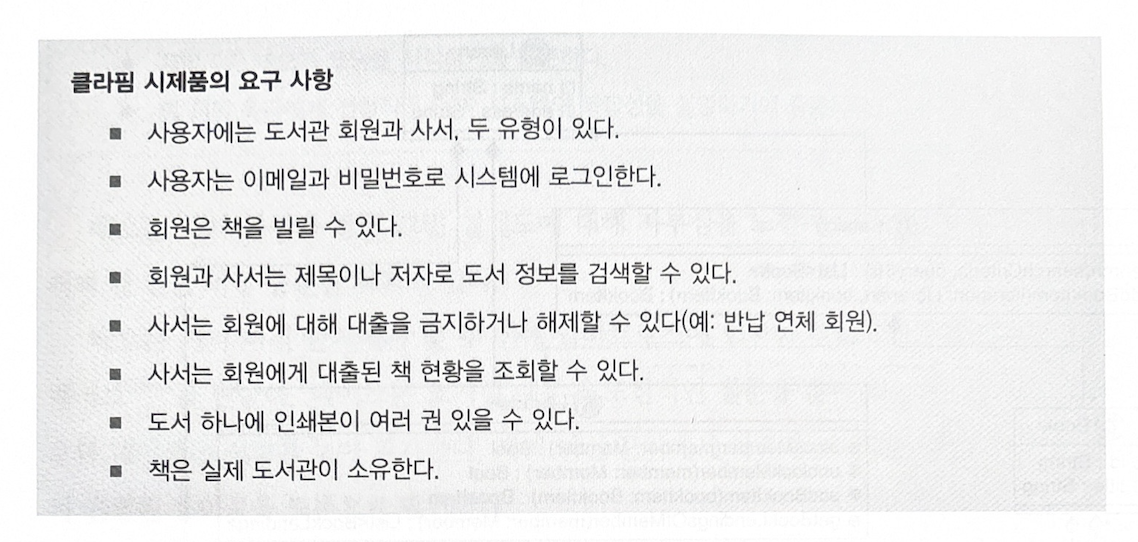 클라핌 시제품의 요구 사항
■ 사용자에는 도서관 회원과 사서, 두 유형이 있다.
■ 사용자는 이메일과 비밀번호로 시스템에 로그인한다.
■ 회원은 책을 빌릴 수 있다.
■ 회원과 사서는 제목이나 저자로 도서 정보를 검색할 수 있다.
■ 사서는 회원에 대해 대출을 금지하거나 해제할 수 있다(예: 반납 연체 회원).
■ 사서는 회원에게 대출된 책 현황을 조회할 수 있다.
■ 도서 하나에 인쇄본이 여러 권 있을 수 있다.
■ 책은 실제 도서관이 소유한다.